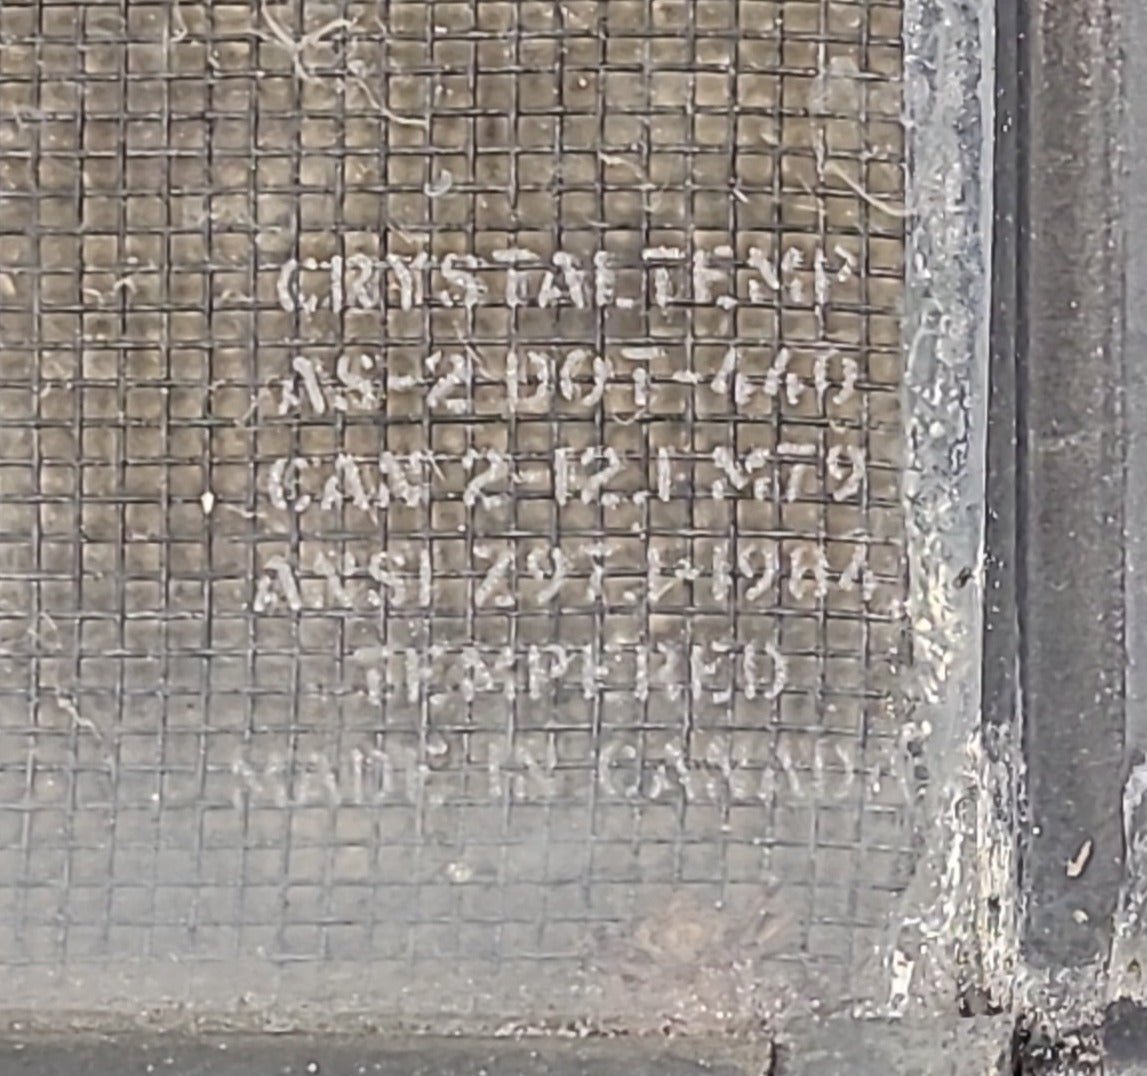 CRYSTALTEMP
AS-2 DOT-440
CAN 2-12.1 M79
ANSI Z97.1-1984
TEMPERED
MADE IN CANADA